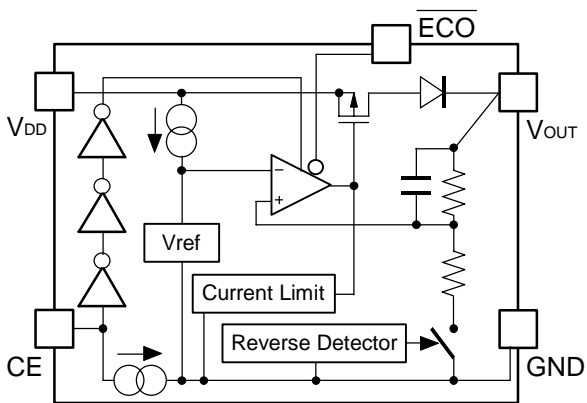 ECO
VDD
VOUT
−
+
Vref
Current Limit
Reverse Detector
CE
GND